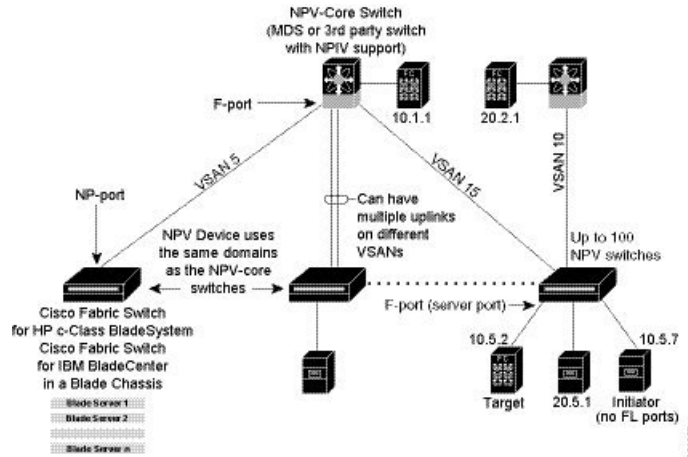 NPV-Core Switch
(MDS or 3rd party switch
with NPIV support)
F-port
10.1.1
20.2.1
VSAN 5
VSAN 15
VSAN 10
NP-port
Can have
multiple uplinks
on different
VSANs
NPV Device uses
the same domains
as the NPV-core
switches
Up to 100
NPV switches
Cisco Fabric Switch
for HP c-Class BladeSystem
Cisco Fabric Switch
for IBM BladeCenter
in a Blade Chassis
Blade Server 1
Blade Server 2
Blade Server n
F-port (server port)
10.5.2
10.5.7
FC
FC
FC
Target
20.5.1
Initiator
(no FL ports)